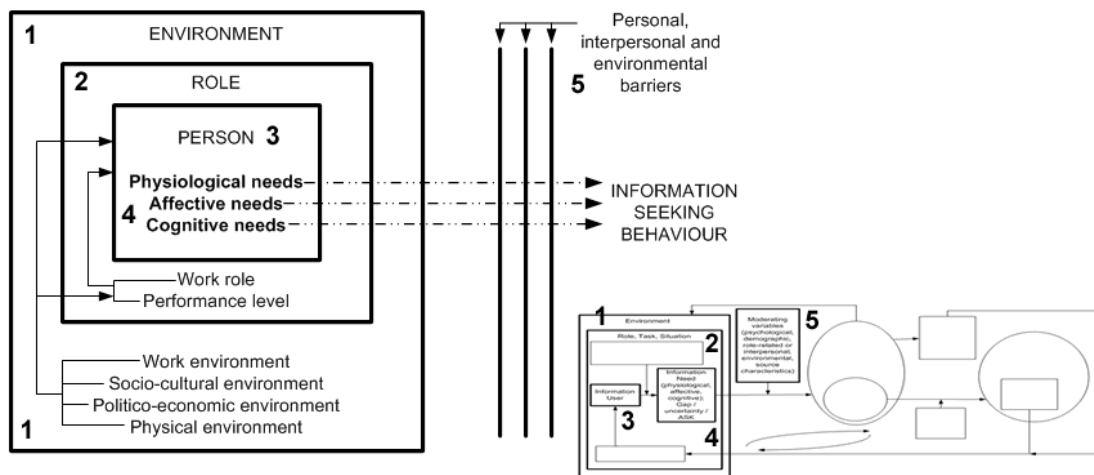 1
ENVIRONMENT
2
ROLE
PERSON 3
Physiological needs
Affective needs
4
Cognitive needs
Work role
Performance level
Work environment
Socio-cultural environment
Politico-economic environment
1
Physical environment
Personal,
interpersonal and
environmental
barriers
5
INFORMATION
SEEKING
BEHAVIOUR
1
Environment
Role, Task, Situation
2
Information
User
3
Information
Need
(physiological,
affective,
cognitive);
Gap /
uncertainty /
ASK
4
Moderating
variables
(psychological,
demographic,
role-related or
interpersonal,
environmental,
source
characteristics)
5